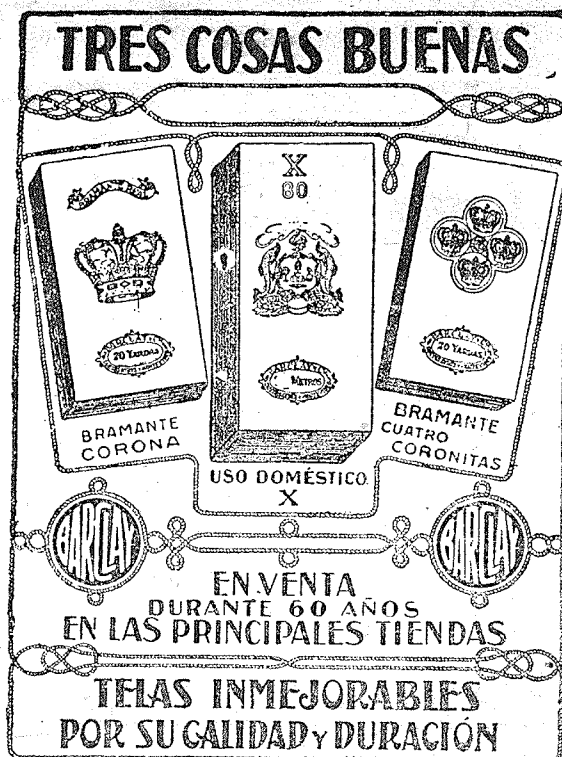 TRES COSAS BUENAS
X
80
20 YARDAS
METROS
20 YARDAS
BRAMANTE
CORONA
USO DOMÉSTICO
X
BRAMANTE
CUATRO
CORONITAS
BARCLAY
BARCLAY
EN VENTA
DURANTE 60 AÑOS
EN LAS PRINCIPALES TIENDAS
TELAS INMEJORABLES
POR SU CALIDAD Y DURACIÓN